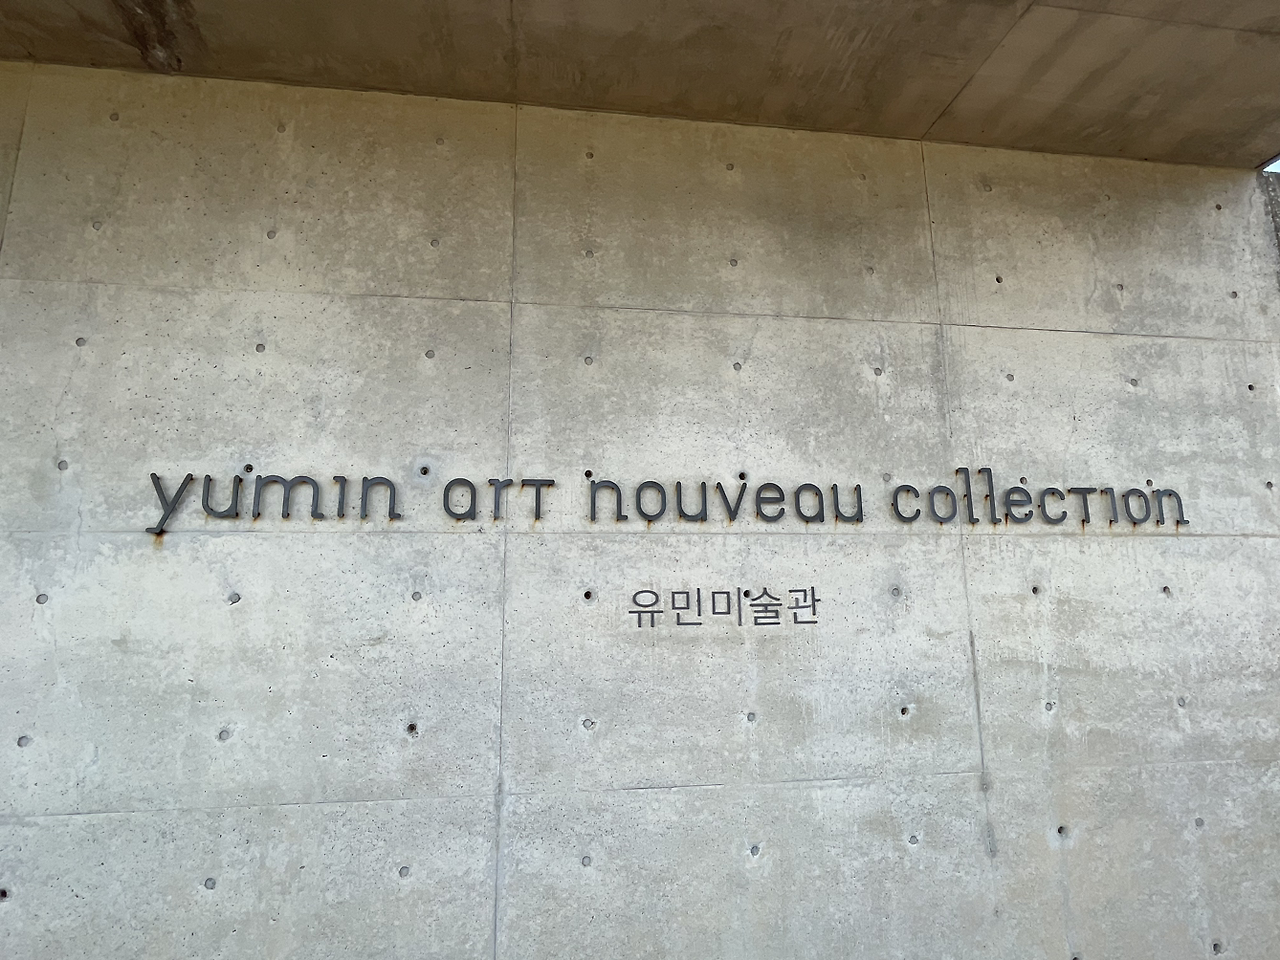 yumin art nouveau collection
유민미술관